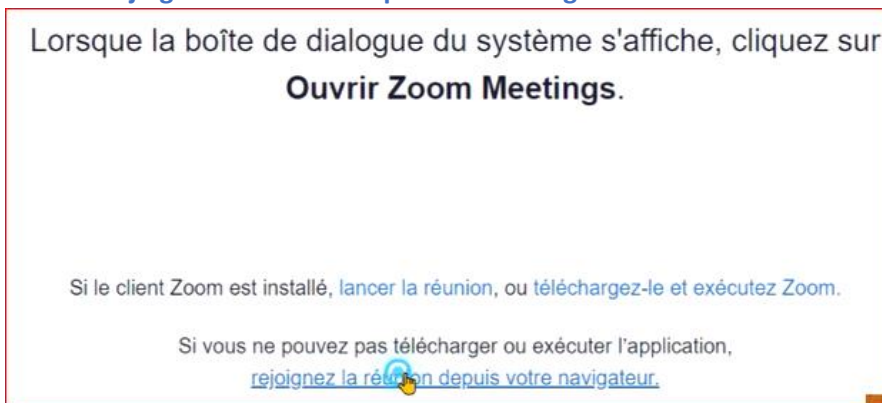 Lorsque la boîte de dialogue du système s'affiche, cliquez sur
Ouvrir Zoom Meetings.
Si le client Zoom est installé, lancer la réunion, ou téléchargez-le et exécutez Zoom.
Si vous ne pouvez pas télécharger ou exécuter l'application,
rejoignez la réunion depuis votre navigateur.